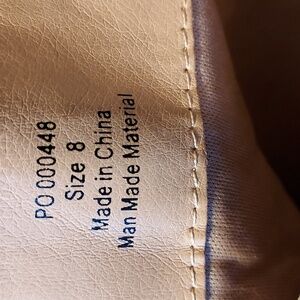 PO 000448
Size 8
Made in China
Man Made Material